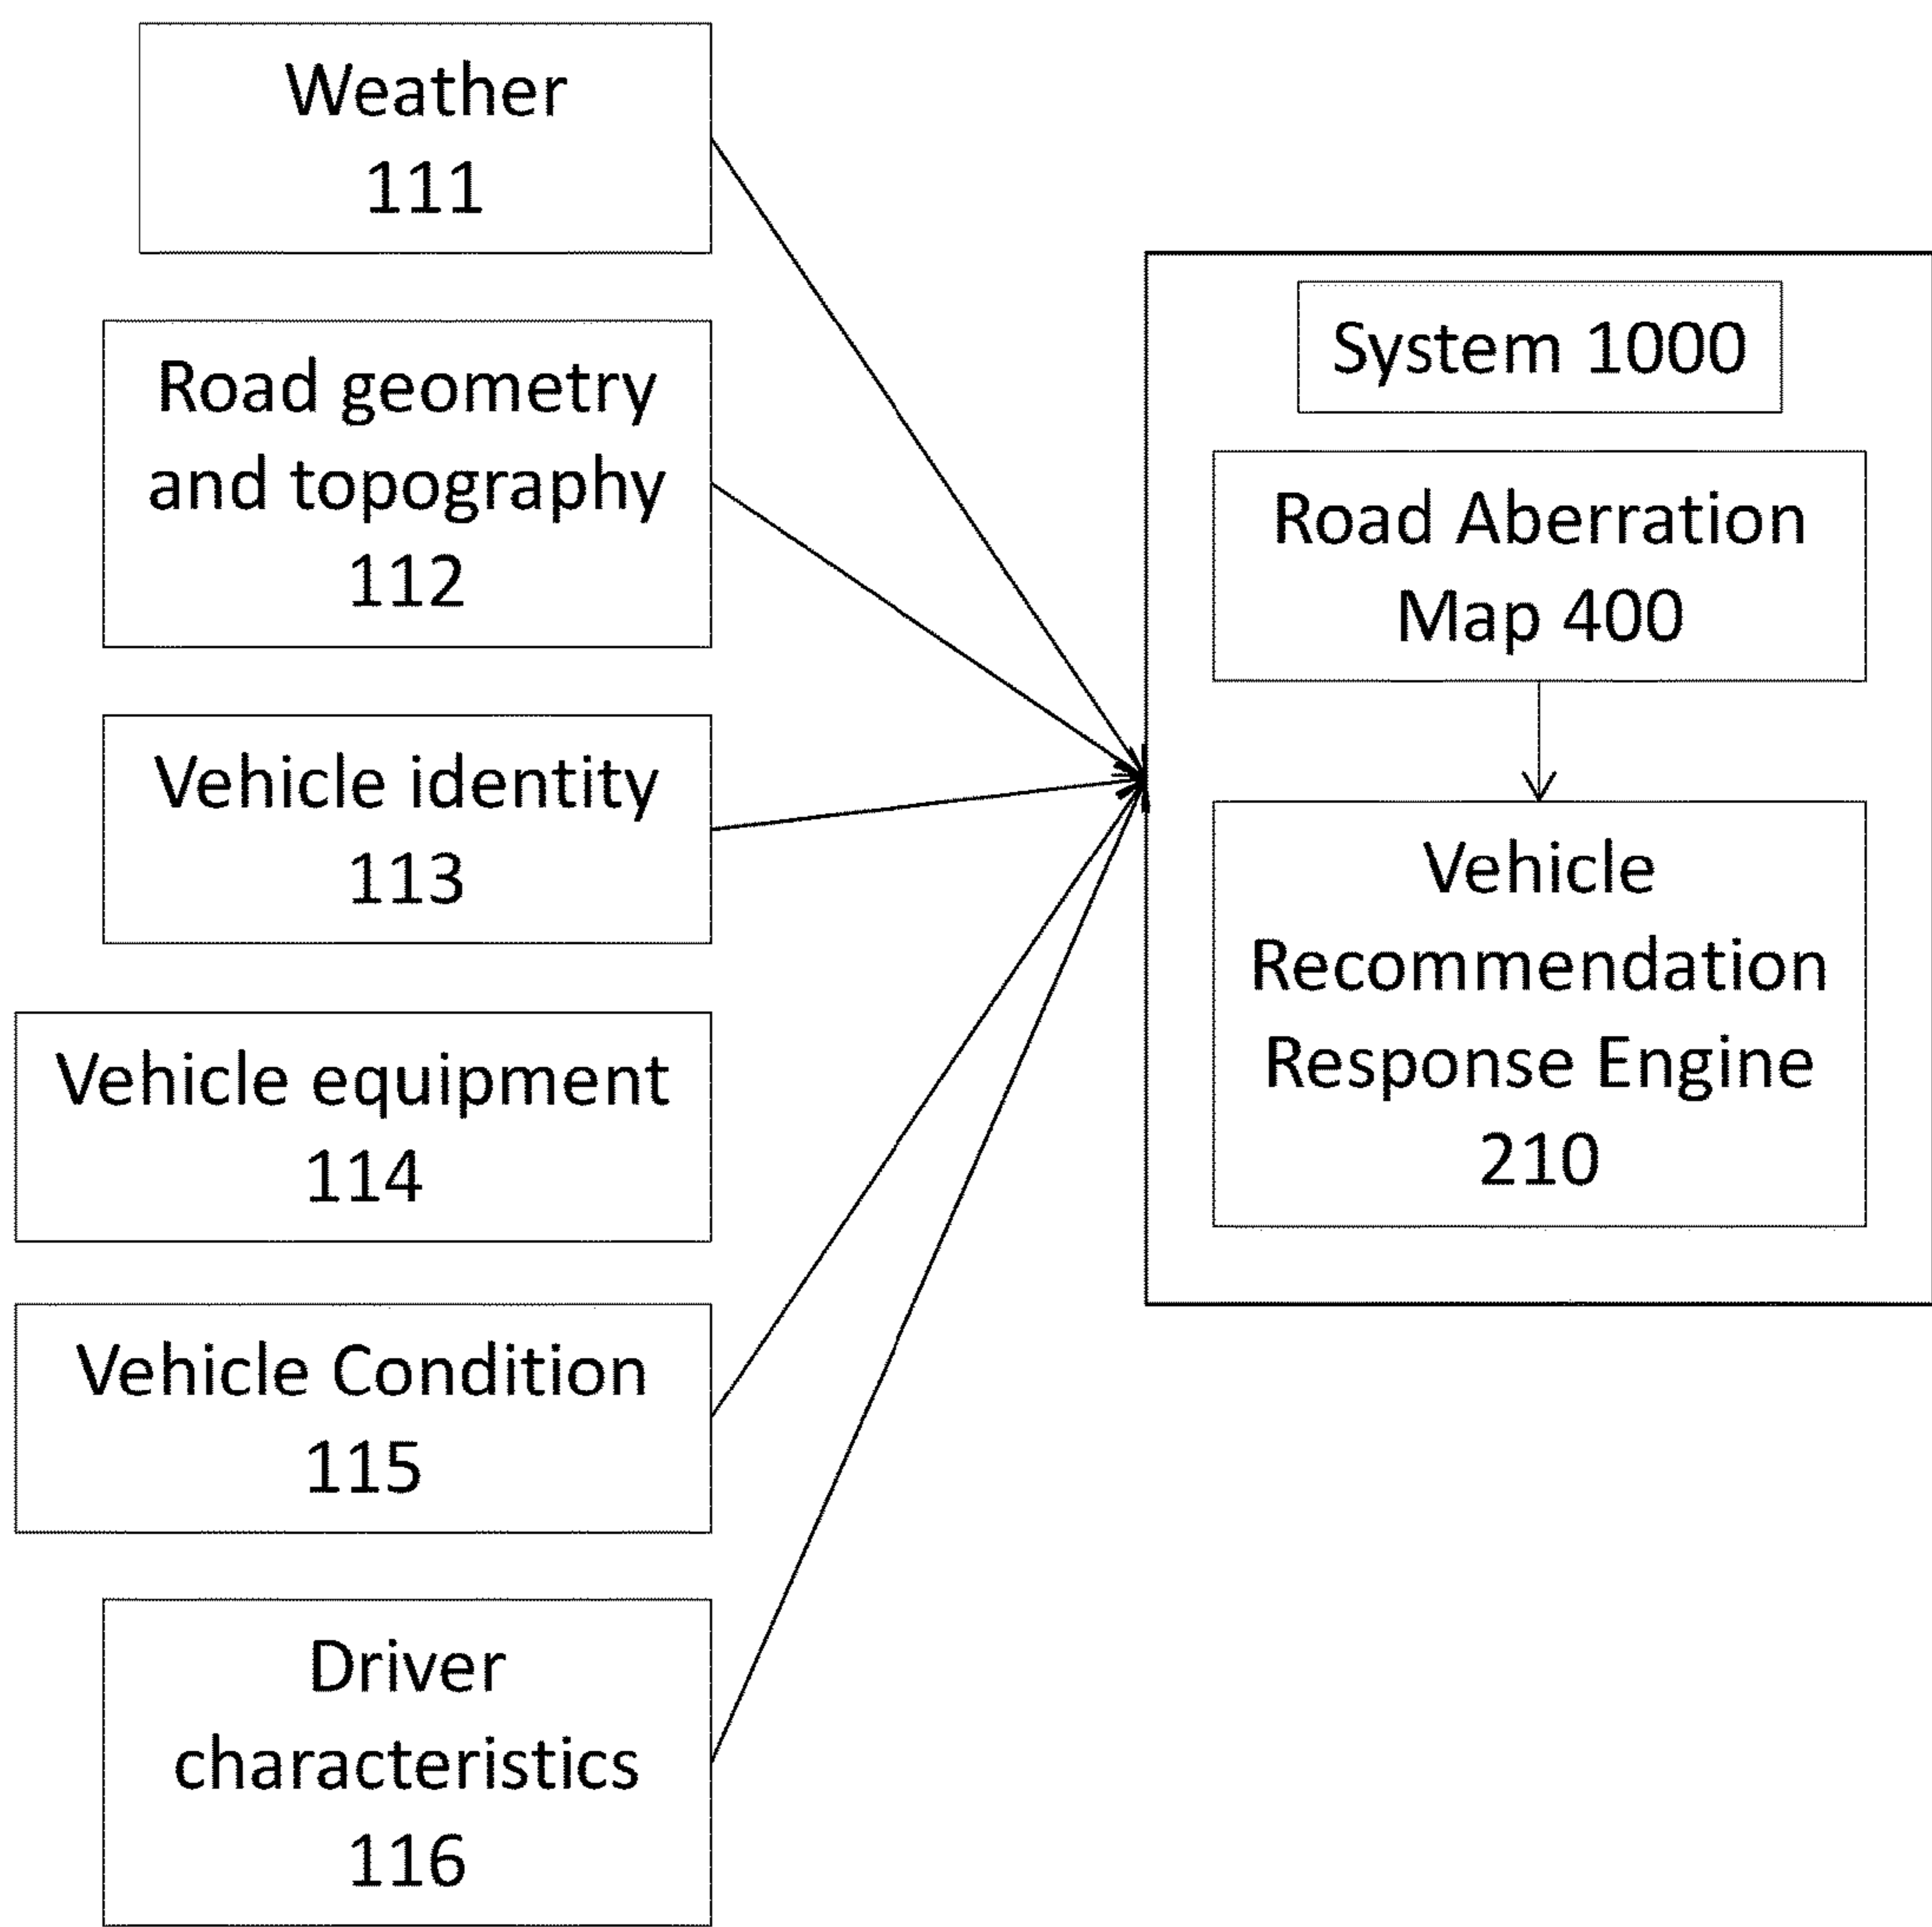 Weather
111
Road geometry
and topography
112
Vehicle identity
113
Vehicle equipment
114
Vehicle Condition
115
Driver
characteristics
116
System 1000
Road Aberration
Map 400
Vehicle
Recommendation
Response Engine
210